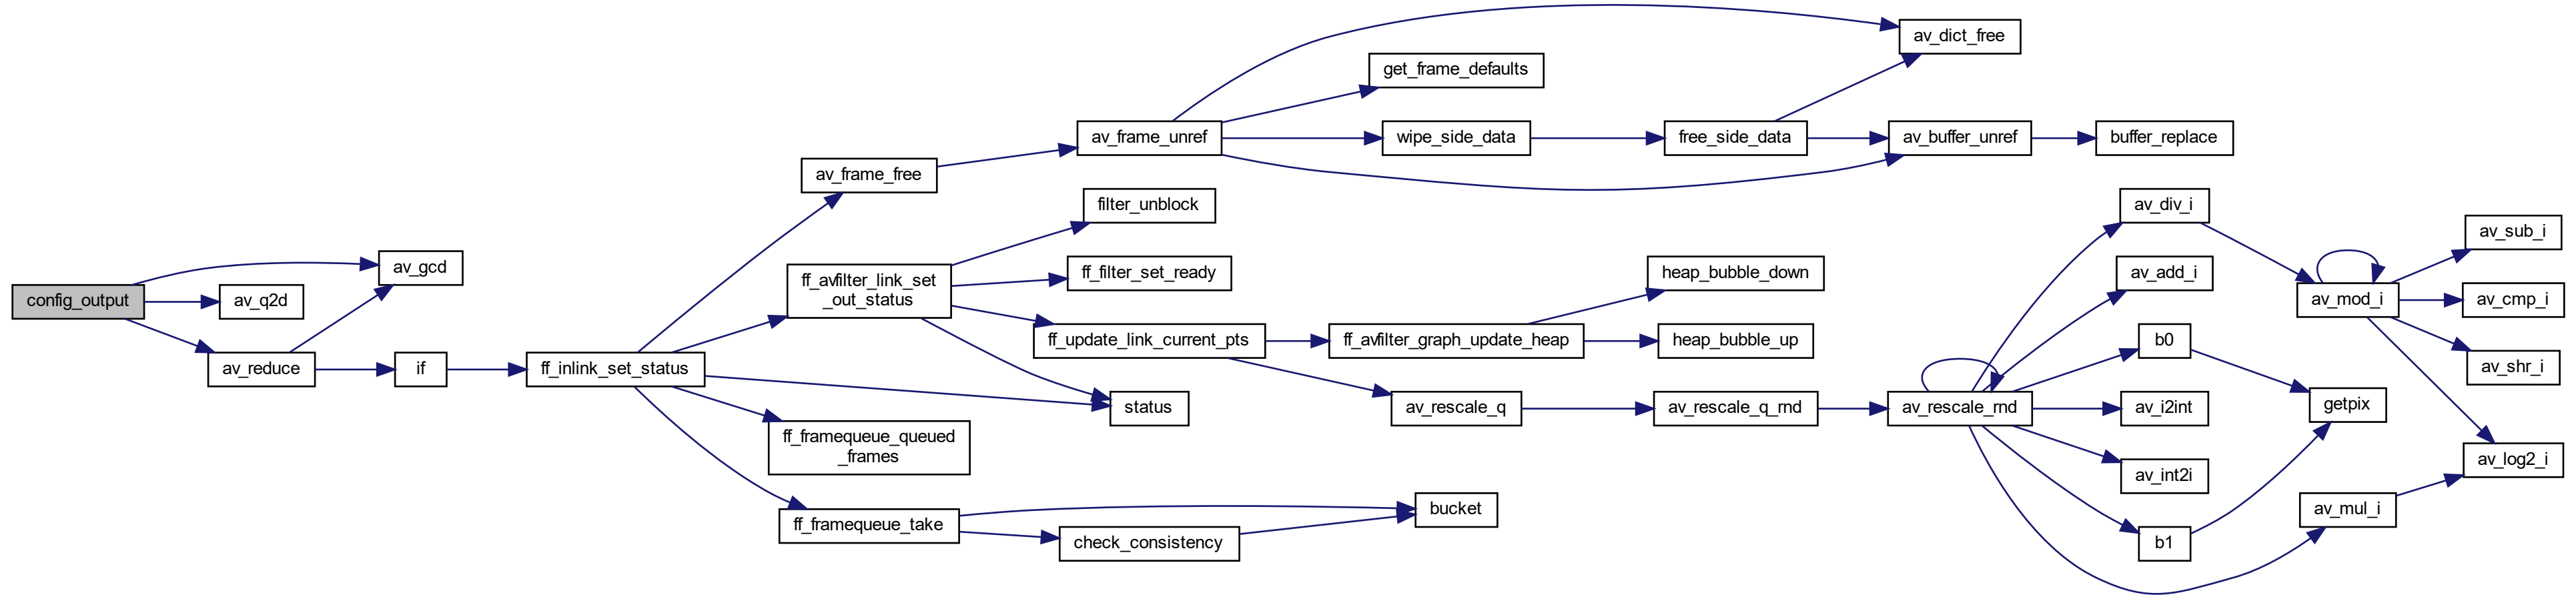 config_output
av_gcd
av_q2d
av_reduce
if
ff_inlink_set_status
av_frame_free
ff_avfilter_link_set
_out_status
ff_framequeue_queued
_frames
ff_framequeue_take
av_frame_unref
filter_unblock
ff_filter_set_ready
ff_update_link_current_pts
status
check_consistency
bucket
get_frame_defaults
wipe_side_data
ff_avfilter_graph_update_heap
av_rescale_q
free_side_data
heap_bubble_down
heap_bubble_up
av_rescale_q_rnd
av_dict_free
av_buffer_unref
av_rescale_rnd
buffer_replace
av_div_i
av_add_i
b0
av_i2int
av_int2i
b1
av_mod_i
getpix
av_mul_i
av_sub_i
av_cmp_i
av_shr_i
av_log2_i